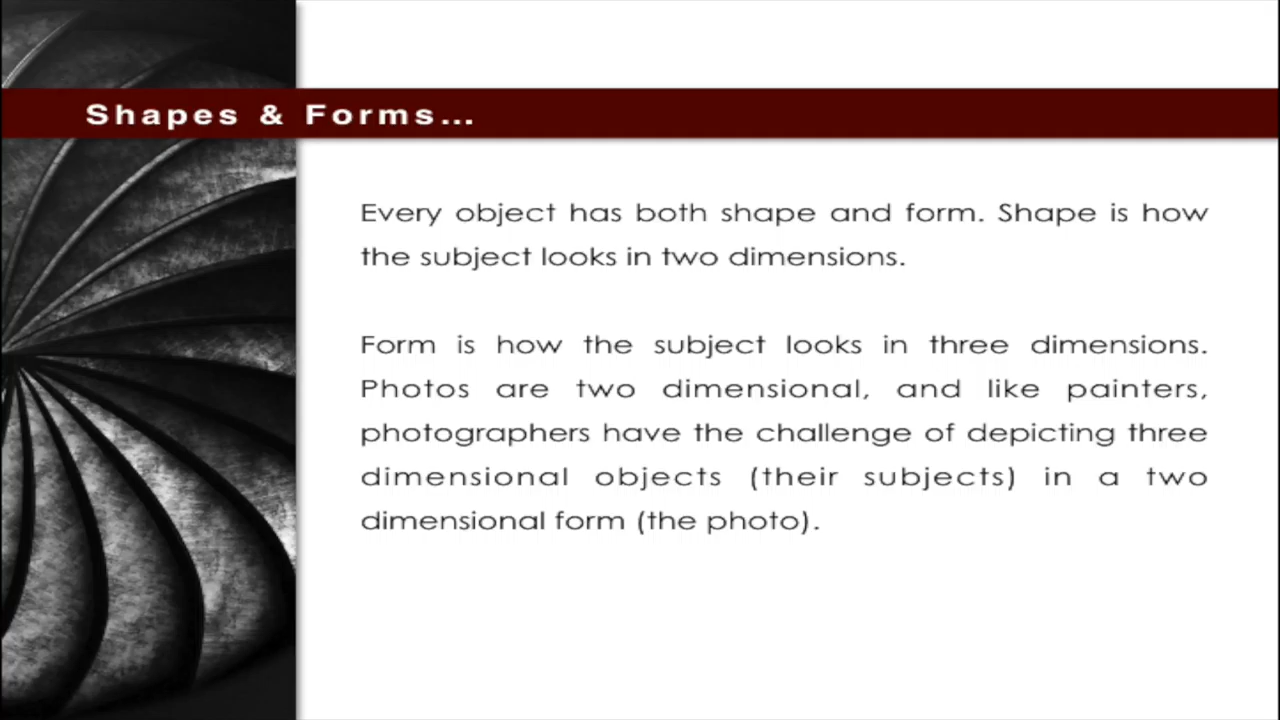 Shapes & Forms...
Every object has both shape and form. Shape is how
the subject looks in two dimensions.
Form is how the subject looks in three dimensions.
Photos are two dimensional, and like painters,
photographers have the challenge of depicting three
dimensional objects (their subjects) in a two
dimensional form (the photo).